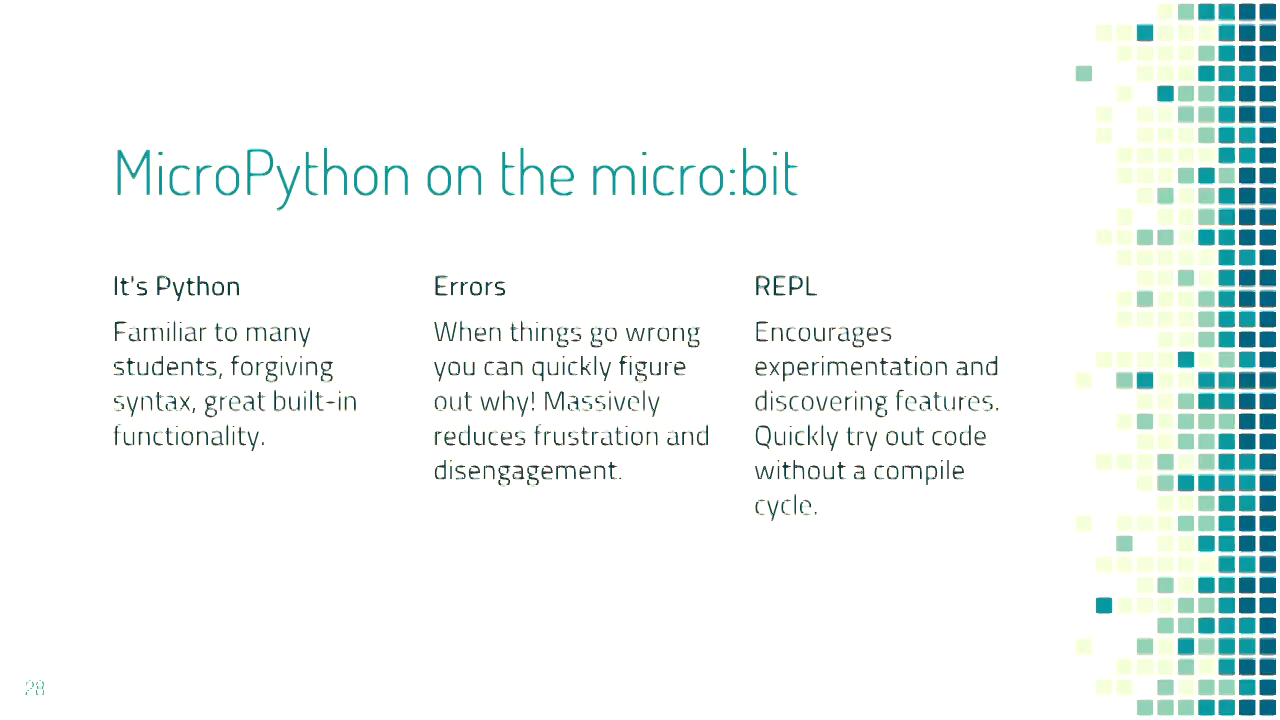 MicroPython on the micro:bit
It's Python
Familiar to many
students, forgiving
syntax, great built-in
functionality.
Errors
When things go wrong
you can quickly figure
out why! Massively
reduces frustration and
disengagement.
REPL
Encourages
experimentation and
discovering features.
Quickly try out code
without a compile
cycle.
28